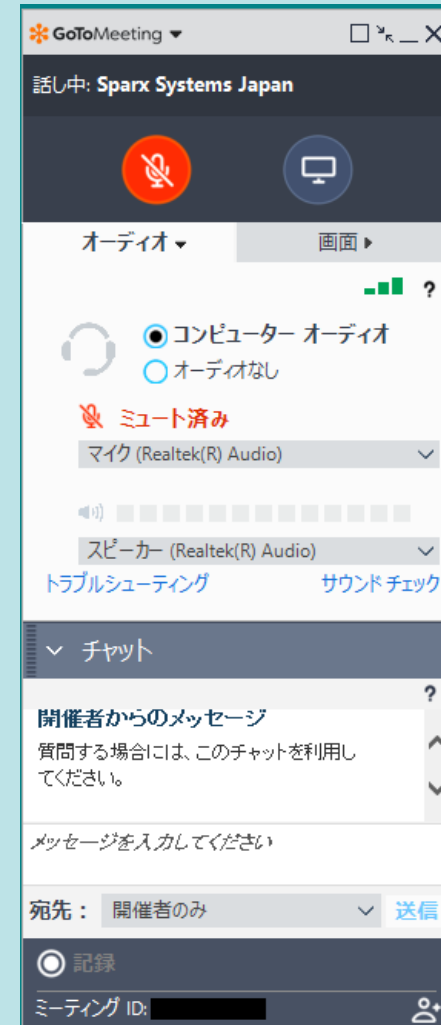 GoToMeeting
話し中: Sparx Systems Japan
オーディオ 画面
?
コンピューター オーディオ
オーディオなし
ミュート済み
マイク (Realtek(R) Audio)
スピーカー (Realtek(R) Audio)
トラブルシューティング サウンド チェック
チャット
?
開催者からのメッセージ
質問する場合には、このチャットを利用し
てください。
メッセージを入力してください
宛先： 開催者のみ 送信
記録
ミーティング ID: